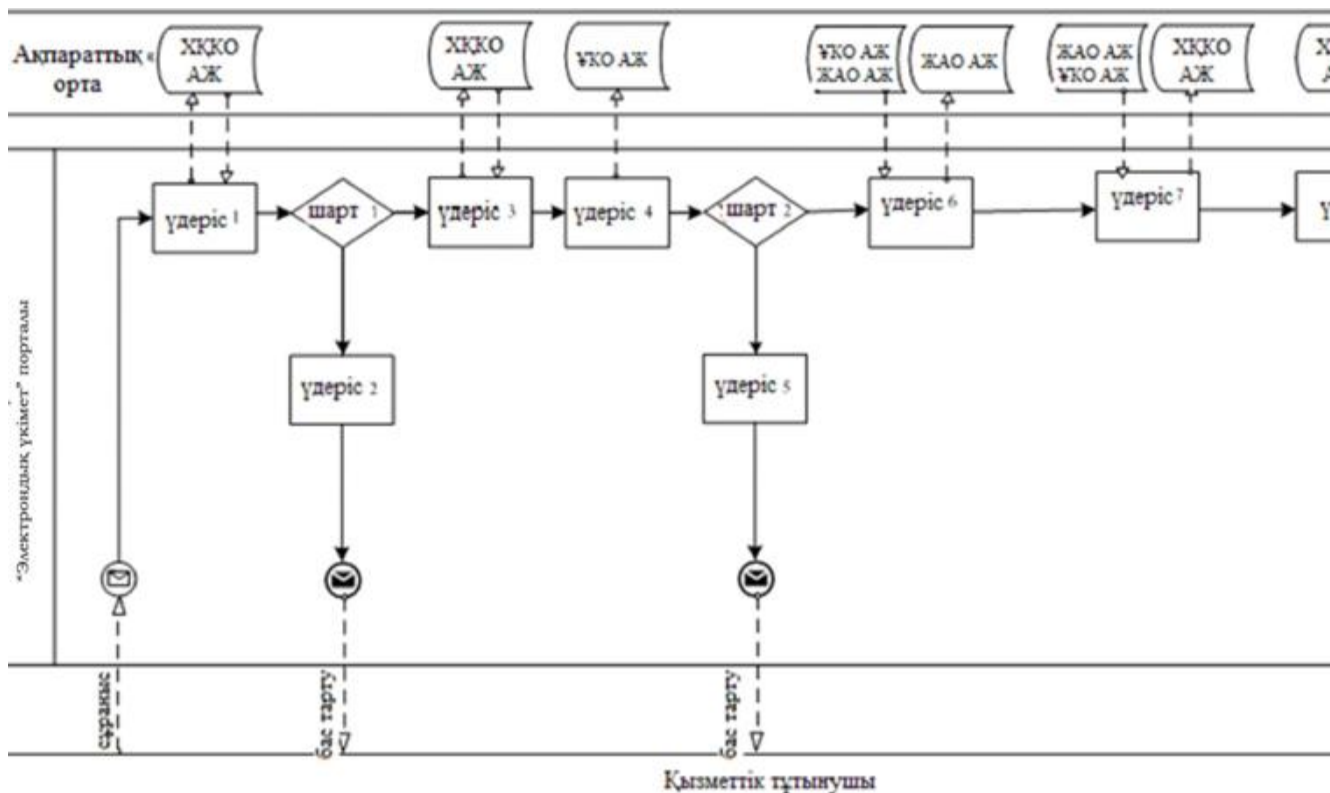 Ақпараттық «
орта
ХҚКО
АЖ
ХҚКО
АЖ
ҰКО АЖ
ҰКО АЖ
ЖАО АЖ
ЖАО АЖ
ЖАО АЖ
ҰКО АЖ
ХҚКО
АЖ
"Электрондық үкімет" порталы
үдеріс 1
шарт 1
үдеріс 3
үдеріс 4
шарт 2
үдеріс 6
үдеріс 7
үдеріс 2
үдеріс 5
сұраныс
бас тарту
бас тарту
Қызметтік тұтынушы